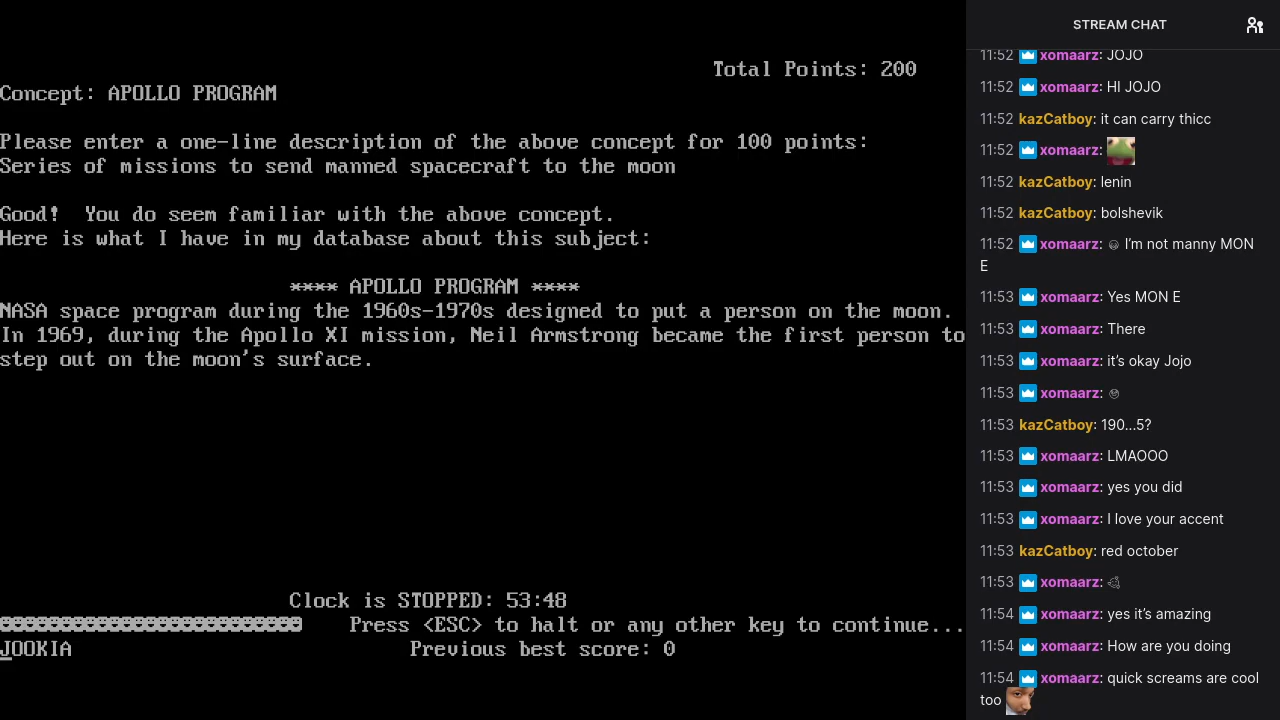 Total Points: 200
Concept: APOLLO PROGRAM
Please enter a one-line description of the above concept for 100 points:
Series of missions to send manned spacecraft to the moon
Good!  You do seem familiar with the above concept.
Here is what I have in my database about this subject:
**** APOLLO PROGRAM ****
NASA space program during the 1960s-1970s designed to put a person on the moon.
In 1969, during the Apollo XI mission, Neil Armstrong became the first person to
step out on the moon's surface.
Clock is STOPPED: 53:48
Press <ESC> to halt or any other key to continue...
JOOKIA
Previous best score: 0
STREAM CHAT
11:52 xomaarz: JOJO
11:52 xomaarz: HI JOJO
11:52 kazCatboy: it can carry thicc
11:52 xomaarz:
11:52 kazCatboy: lenin
11:52 kazCatboy: bolshevik
11:52 xomaarz: 😀 I'm not manny MON
E
11:53 xomaarz: Yes MON E
11:53 xomaarz: There
11:53 xomaarz: it's okay Jojo
11:53 xomaarz:
11:53 kazCatboy: 190...5?
11:53 xomaarz: LMAOOO
11:53 xomaarz: yes you did
11:53 xomaarz: I love your accent
11:53 kazCatboy: red october
11:53 xomaarz:
11:54 xomaarz: yes it's amazing
11:54 xomaarz: How are you doing
11:54 xomaarz: quick screams are cool
too